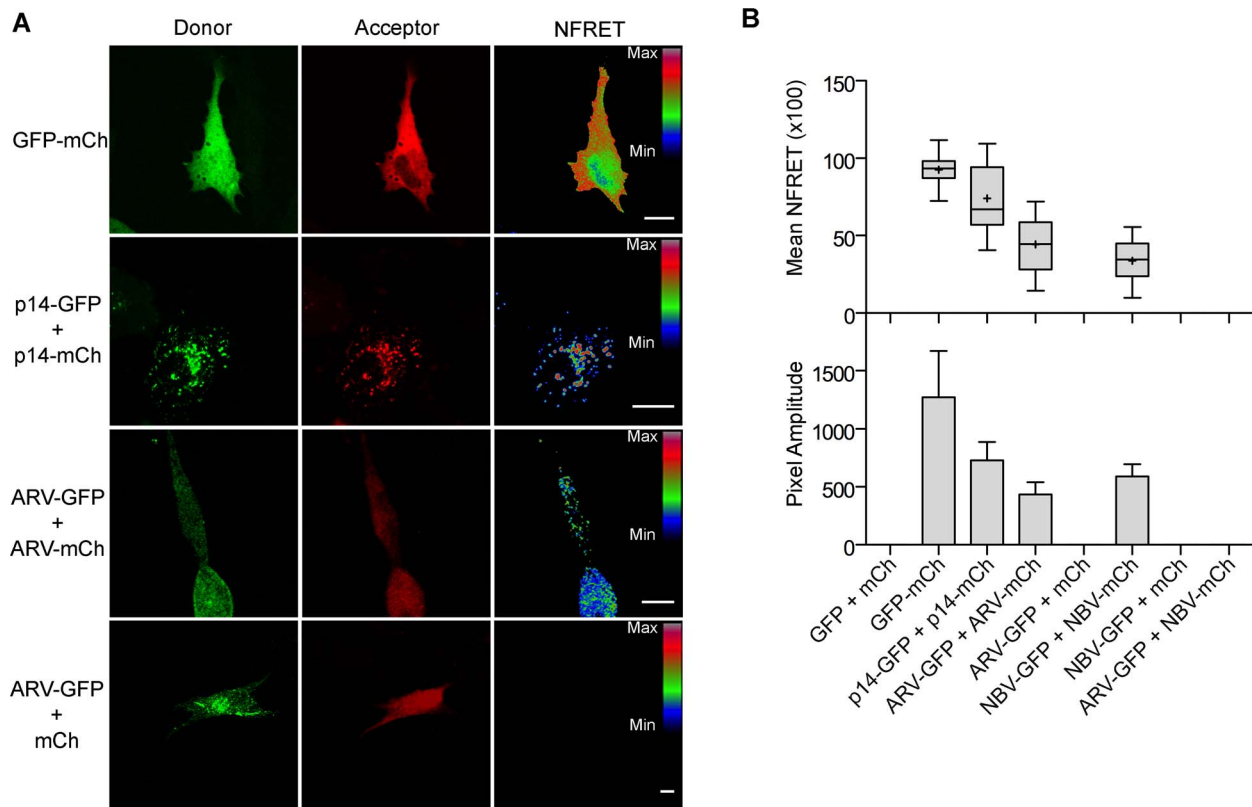 A
Donor
Acceptor
NFRET
GFP-mCh
Max
Min
p14-GFP
+
p14-mCh
Max
Min
ARV-GFP
+
ARV-mCh
Max
Min
ARV-GFP
+
mCh
Max
Min
B
Mean NFRET (x100)
150
100
50
0
Pixel Amplitude
1500
1000
500
0
GFP + mCh
GFP-mCh
p14-GFP + p14-mCh
ARV-GFP + ARV-mCh
ARV-GFP + mCh
NBV-GFP + NBV-mCh
NBV-GFP + mCh
ARV-GFP + NBV-mCh